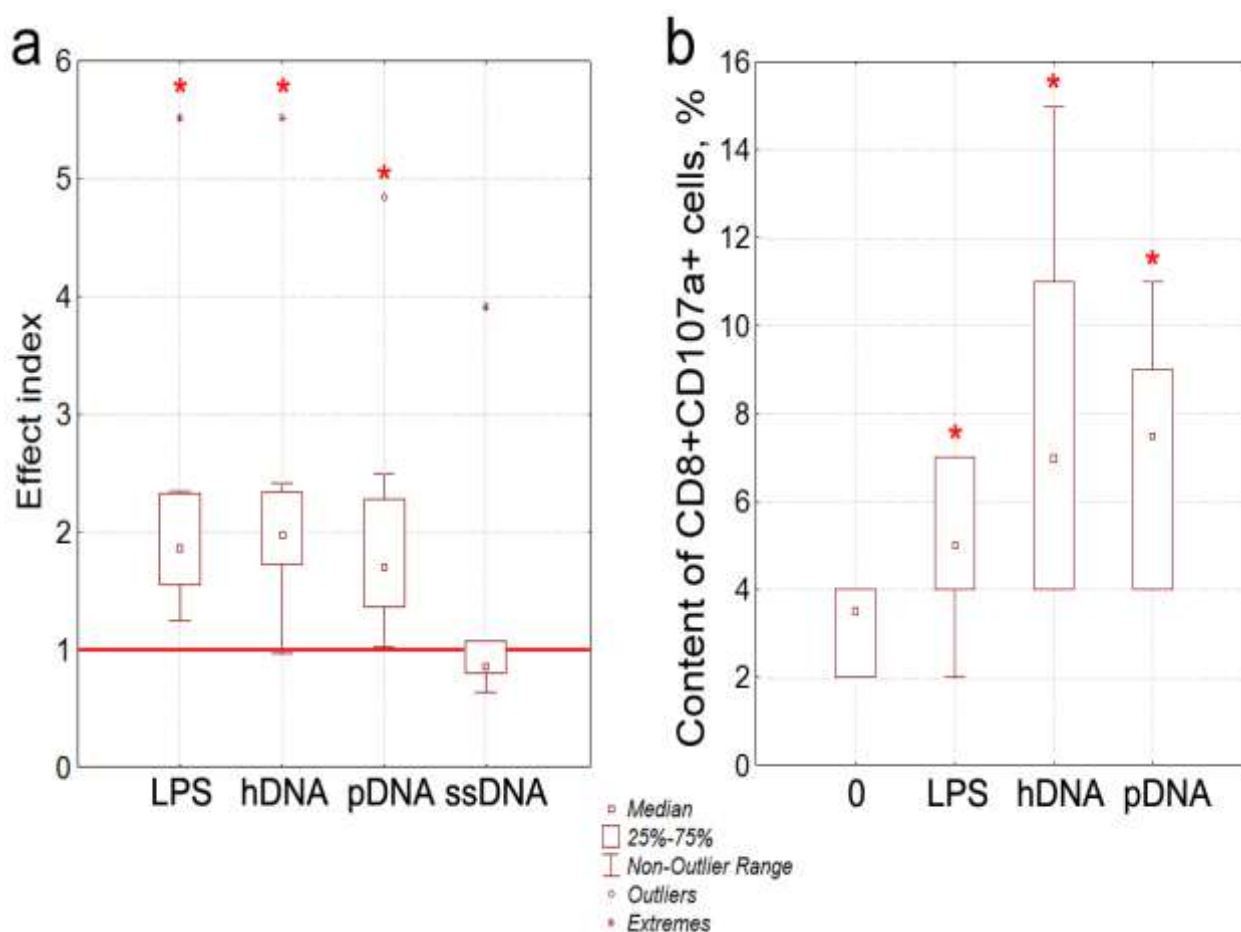 a
6
5
4
3
2
1
0
Effect index
* * *
LPS hDNA pDNA ssDNA
b
16
14
12
10
8
6
4
2
0
Content of CD8+CD107a+ cells, %
* * *
0 LPS hDNA pDNA
Median
25%-75%
Non-Outlier Range
Outliers
Extremes